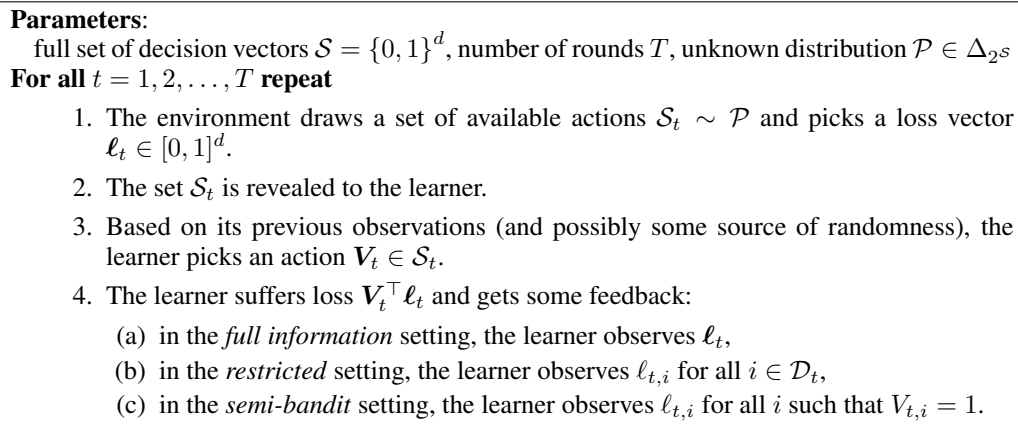 Parameters:
full set of decision vectors 𝒮 = {0, 1}^d, number of rounds T, unknown distribution 𝒫 ∈ Δ_{2^𝒮}
For all t = 1, 2, . . . , T repeat
1. The environment draws a set of available actions 𝒮_t ∼ 𝒫 and picks a loss vector
ℓ_t ∈ [0, 1]^d.
2. The set 𝒮_t is revealed to the learner.
3. Based on its previous observations (and possibly some source of randomness), the
learner picks an action V_t ∈ 𝒮_t.
4. The learner suffers loss V_t^⊤ ℓ_t and gets some feedback:
(a) in the full information setting, the learner observes ℓ_t,
(b) in the restricted setting, the learner observes ℓ_{t,i} for all i ∈ 𝒟_t,
(c) in the semi-bandit setting, the learner observes ℓ_{t,i} for all i such that V_{t,i} = 1.